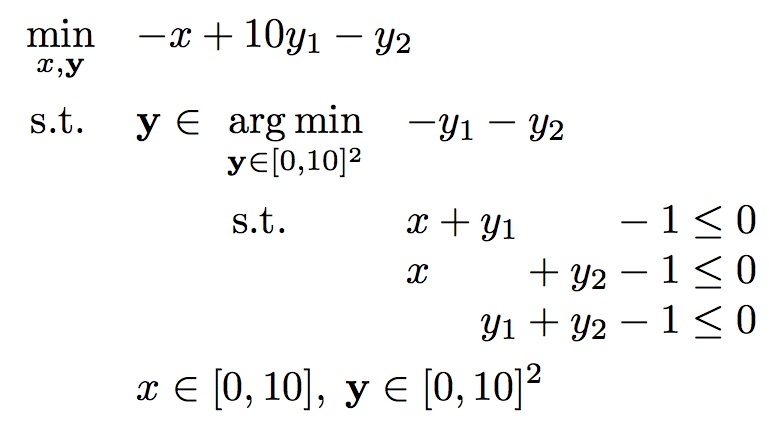 min −x + 10y₁ − y₂
x,y
s.t. y ∈ arg min −y₁ − y₂
y∈[0,10]²
s.t. x + y₁ − 1 ≤ 0
x + y₂ − 1 ≤ 0
y₁ + y₂ − 1 ≤ 0
x ∈ [0, 10], y ∈ [0, 10]²